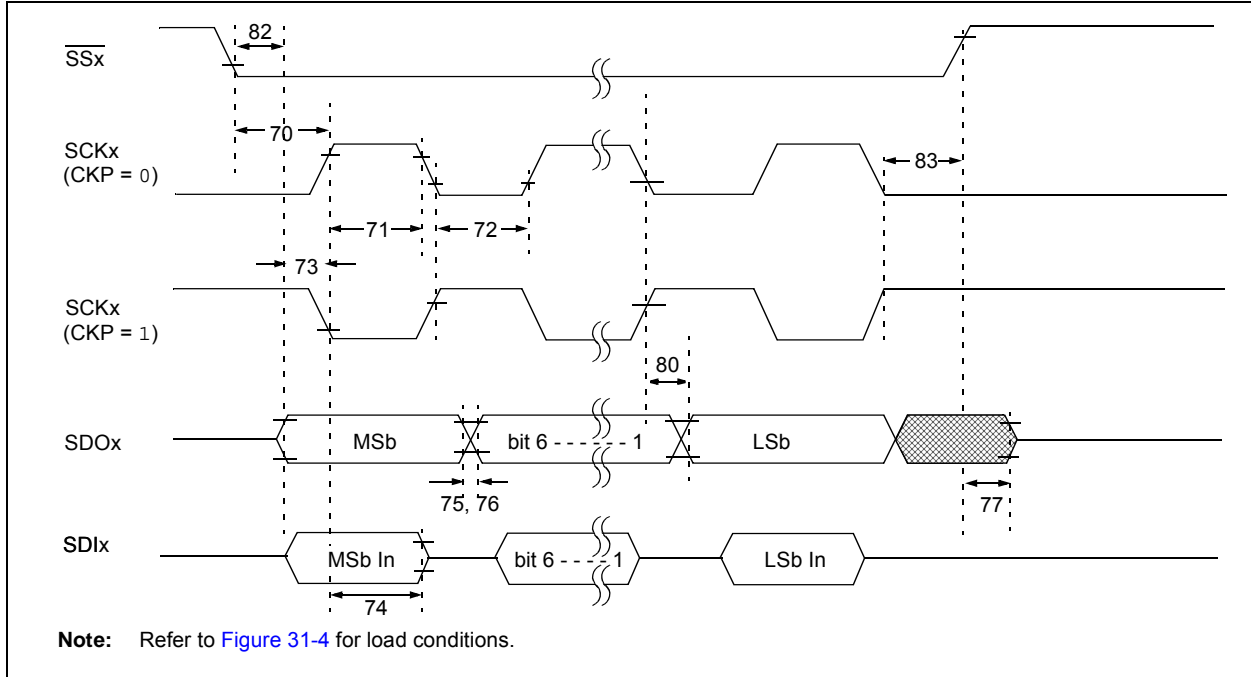 82
SSx
70
SCKx
(CKP = 0)
83
71
72
73
SCKx
(CKP = 1)
80
SDOx
MSb
bit 6 - - - - - - 1
LSb
75, 76
77
SDIx
MSb In
bit 6 - - - - 1
LSb In
74
Note: Refer to Figure 31-4 for load conditions.